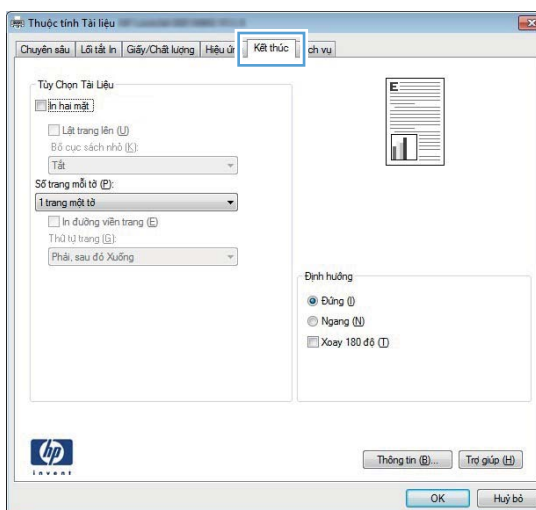 Thuộc tính Tài liệu
Chuyên sâu Lối tắt In Giấy/Chất lượng Hiệu ứ Kết thúc ch vụ
Tùy Chọn Tài Liệu
In hai mặt
Lật trang lên (U)
Bố cục sách nhỏ (K):
Tắt
Số trang mỗi tờ (P):
1 trang một tờ
In đường viền trang (E)
Thứ tự trang (G):
Phải, sau đó Xuống
E
Định hướng
Đứng (I)
Ngang (N)
Xoay 180 độ (T)
hp
invent
Thông tin (B)... Trợ giúp (H)
OK Huỷ bỏ